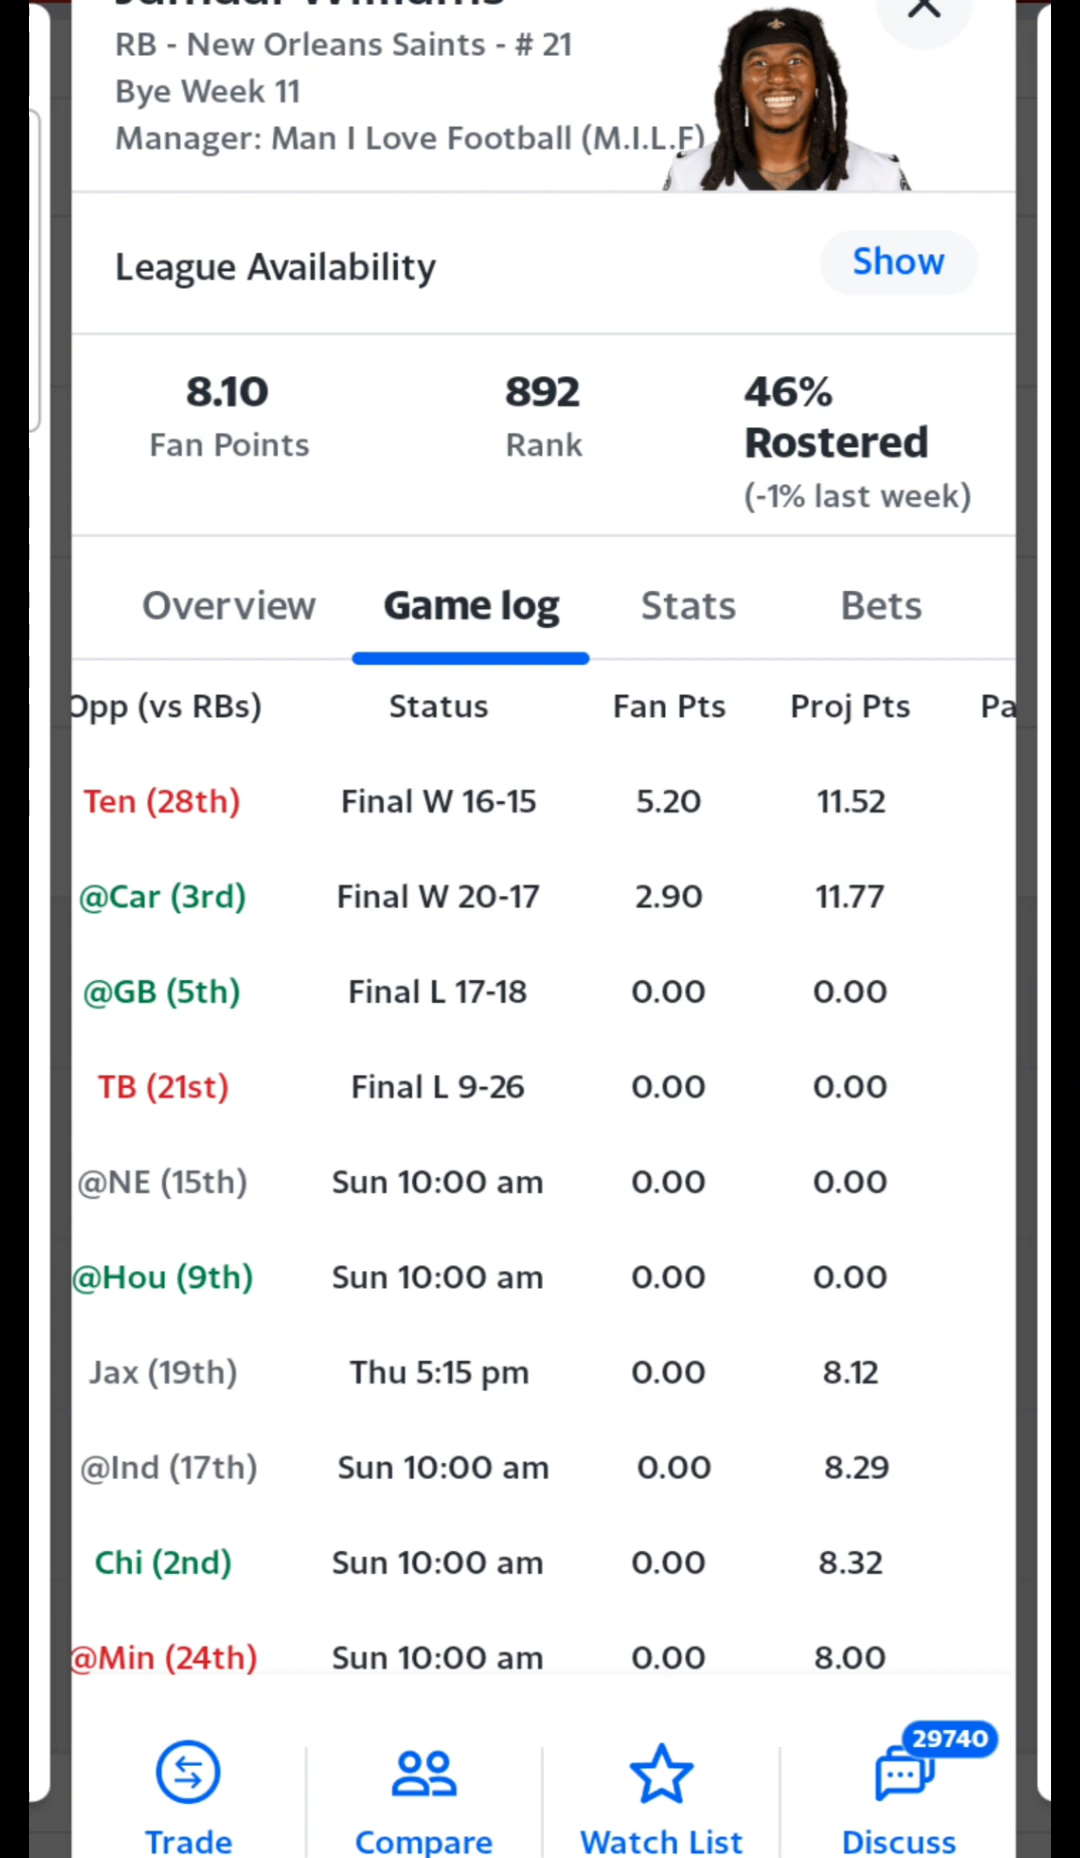 RB - New Orleans Saints - # 21
Bye Week 11
Manager: Man I Love Football (M.I.L.F)
League Availability
Show
8.10 892 46% Rostered
Fan Points Rank (-1% last week)
Overview Game log Stats Bets
Opp (vs RBs) Status Fan Pts Proj Pts Pa
Ten (28th) Final W 16-15 5.20 11.52
@Car (3rd) Final W 20-17 2.90 11.77
@GB (5th) Final L 17-18 0.00 0.00
TB (21st) Final L 9-26 0.00 0.00
@NE (15th) Sun 10:00 am 0.00 0.00
@Hou (9th) Sun 10:00 am 0.00 0.00
Jax (19th) Thu 5:15 pm 0.00 8.12
@Ind (17th) Sun 10:00 am 0.00 8.29
Chi (2nd) Sun 10:00 am 0.00 8.32
@Min (24th) Sun 10:00 am 0.00 8.00
29740
Trade Compare Watch List Discuss